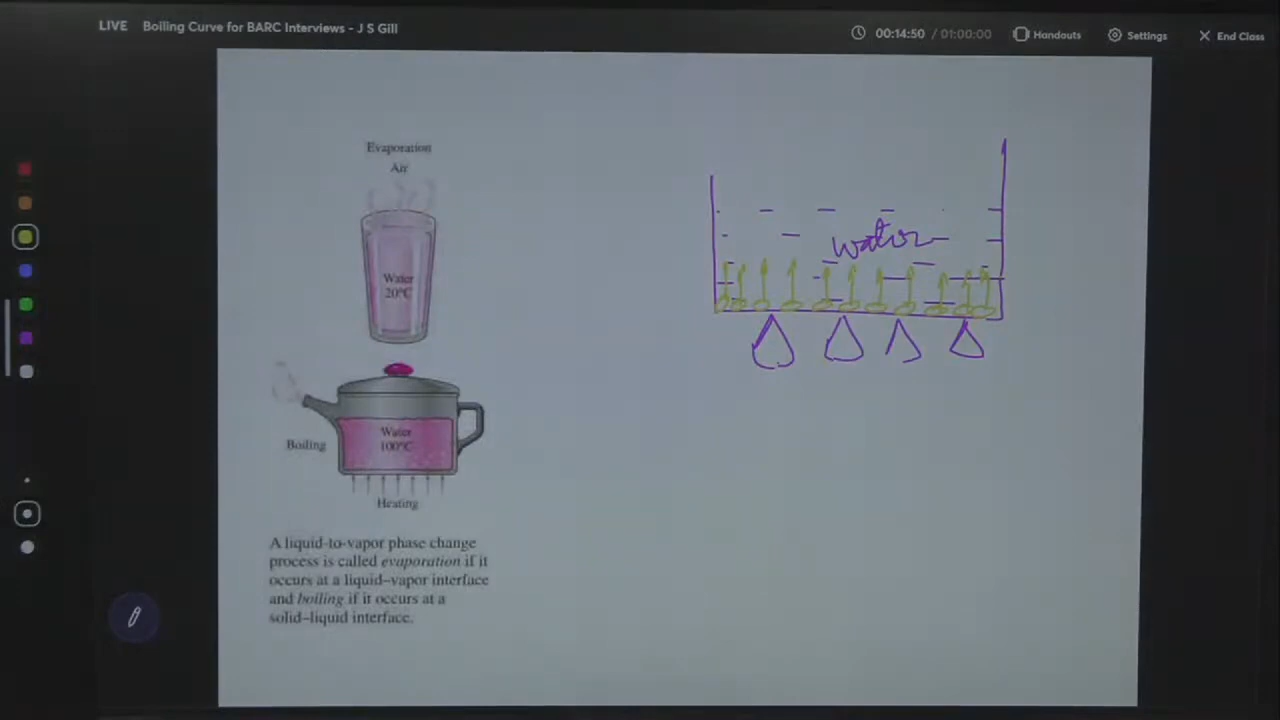 LIVE Boiling Curve for BARC Interviews - J S Gill
00:14:50 / 01:00:00
Handouts
Settings
End Class
Evaporation
Air
Water
20°C
water
Water
100°C
Boiling
Heating
A liquid-to-vapor phase change
process is called evaporation if it
occurs at a liquid–vapor interface
and boiling if it occurs at a
solid–liquid interface.